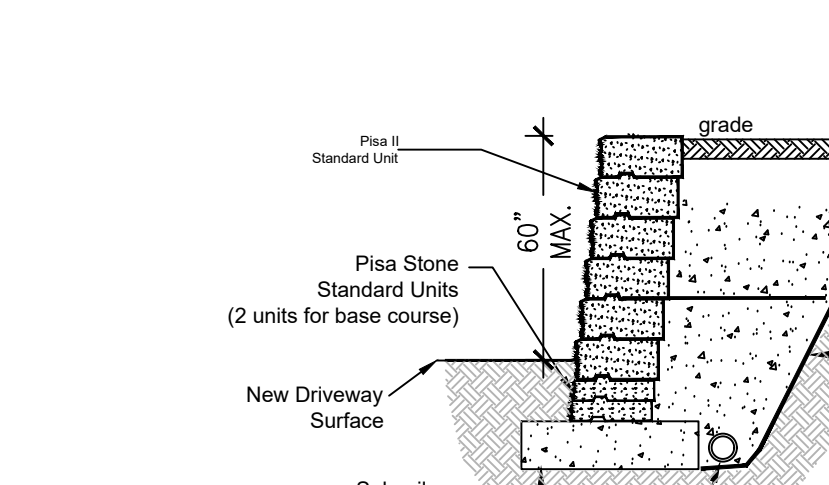 grade
Pisa II
Standard Unit
60”
MAX.
Pisa Stone
Standard Units
(2 units for base course)
New Driveway
Surface